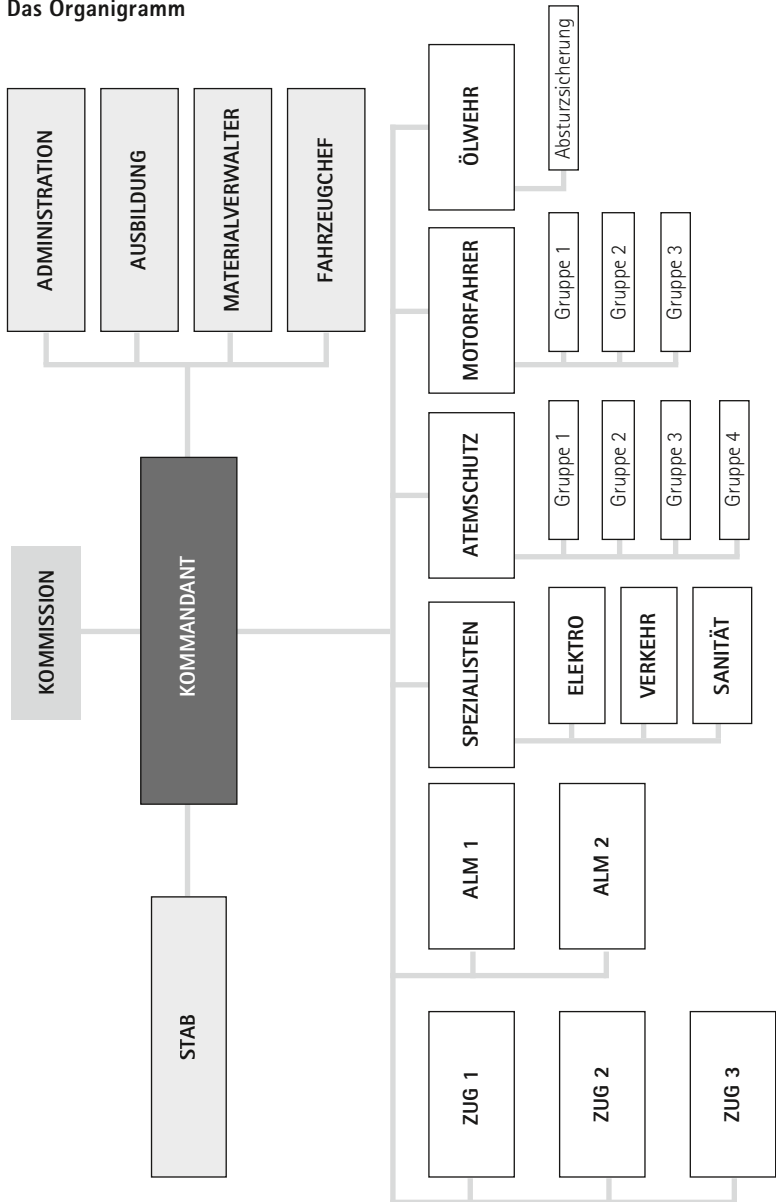 Das Organigramm
KOMMISSION
STAB
KOMMANDANT
ADMINISTRATION
AUSBILDUNG
MATERIALVERWALTER
FAHRZEUGCHEF
ZUG 1
ZUG 2
ZUG 3
ALM 1
ALM 2
SPEZIALISTEN
ELEKTRO
VERKEHR
SANITÄT
ATEMSCHUTZ
Gruppe 1
Gruppe 2
Gruppe 3
Gruppe 4
MOTORFAHRER
Gruppe 1
Gruppe 2
Gruppe 3
ÖLWEHR
Absturzsicherung